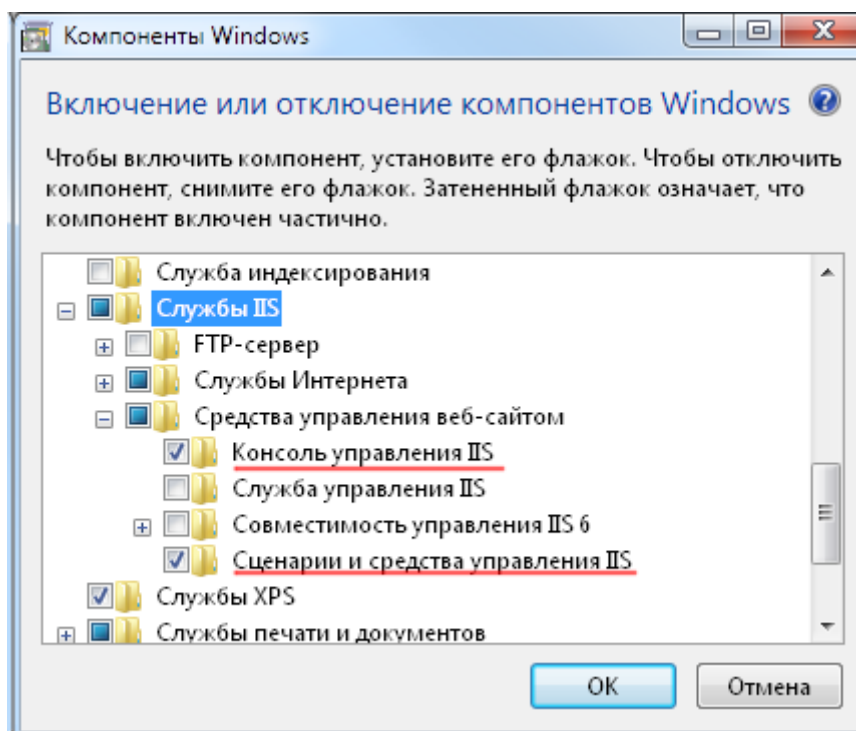 Компоненты Windows
Включение или отключение компонентов Windows
Чтобы включить компонент, установите его флажок. Чтобы отключить
компонент, снимите его флажок. Затененный флажок означает, что
компонент включен частично.
Служба индексирования
Службы IIS
FTP-сервер
Службы Интернета
Средства управления веб-сайтом
Консоль управления IIS
Служба управления IIS
Совместимость управления IIS 6
Сценарии и средства управления IIS
Службы XPS
Службы печати и документов
OK Отмена